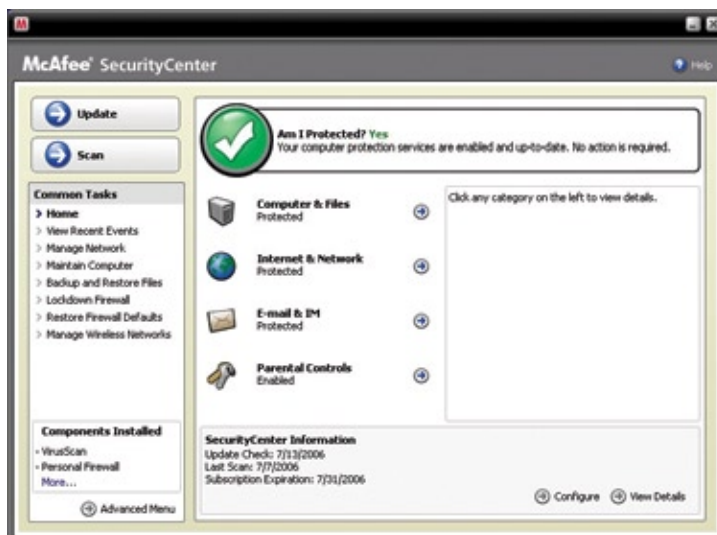 McAfee® SecurityCenter
Help
Update
Scan
Common Tasks
Home
View Recent Events
Manage Network
Maintain Computer
Backup and Restore Files
Lockdown Firewall
Restore Firewall Defaults
Manage Wireless Networks
Components Installed
- VirusScan
- Personal Firewall
More...
Advanced Menu
Am I Protected? Yes
Your computer protection services are enabled and up-to-date. No action is required.
Computer & Files
Protected
Internet & Network
Protected
E-mail & IM
Protected
Parental Controls
Enabled
Click any category on the left to view details.
SecurityCenter Information
Update Check: 7/13/2006
Last Scan: 7/7/2006
Subscription Expiration: 7/31/2006
Configure
View Details